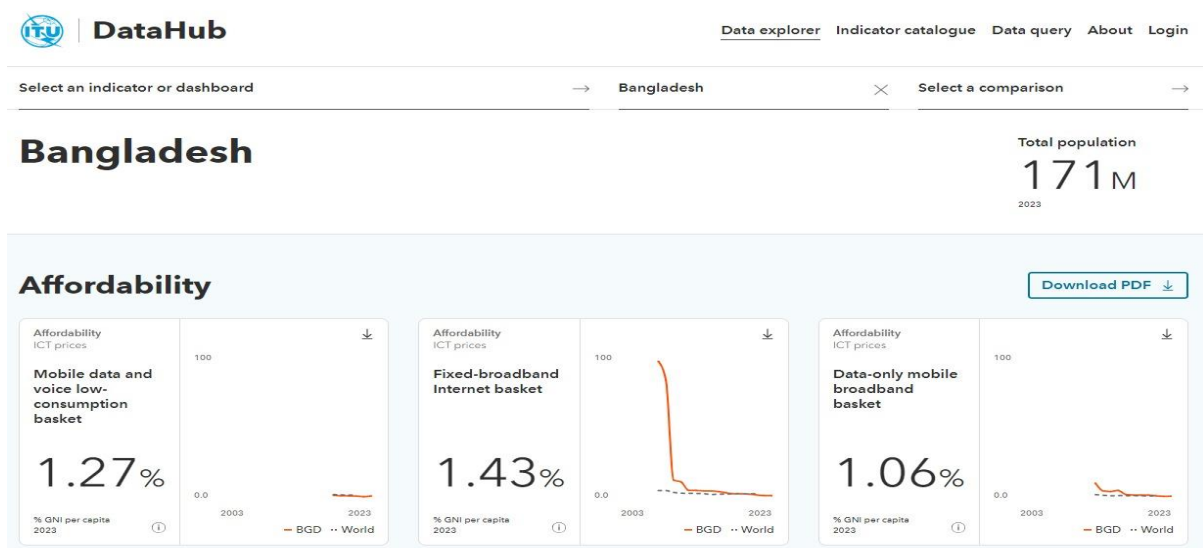 ITU DataHub
Data explorer Indicator catalogue Data query About Login
Select an indicator or dashboard → Bangladesh × Select a comparison →
Bangladesh
Total population
171M
2023
Affordability
Download PDF
Affordability
ICT prices
Mobile data and
voice low-
consumption
basket
1.27%
% GNI per capita
2023
100
0.0
2003 2023
BGD World
Affordability
ICT prices
Fixed-broadband
Internet basket
1.43%
% GNI per capita
2023
100
0.0
2003 2023
BGD World
Affordability
ICT prices
Data-only mobile
broadband
basket
1.06%
% GNI per capita
2023
100
0.0
2003 2023
BGD World